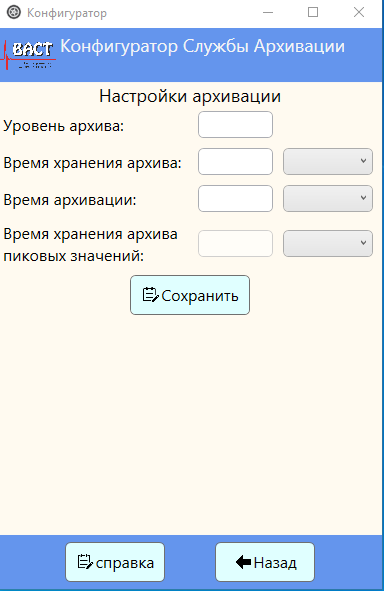 Конфигуратор
ВАСТ
Конфигуратор Службы Архивации
Настройки архивации
Уровень архива:
Время хранения архива:
Время архивации:
Время хранения архива
пиковых значений:
Сохранить
справка
Назад